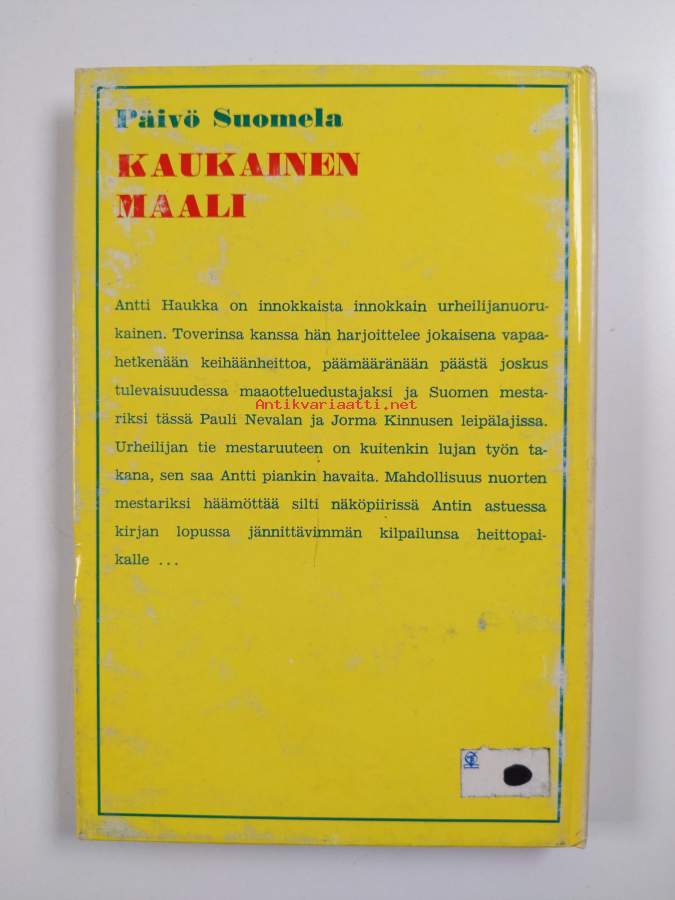 Päivö Suomela
KAUKAINEN
MAALI
Antti Haukka on innokkaista innokkain urheilijanuoru-
kainen. Toverinsa kanssa hän harjoittelee jokaisena vapaa-
hetkenään keihäänheittoa, päämääränään päästä joskus
tulevaisuudessa maaotteluedustajaksi ja Suomen mesta-
Antikvariaatti.net
riksi tässä Pauli Nevalan ja Jorma Kinnusen leipälajissa.
Urheilijan tie mestaruuteen on kuitenkin lujan työn ta-
kana, sen saa Antti piankin havaita. Mahdollisuus nuorten
mestariksi häämöttää silti näköpiirissä Antin astuessa
kirjan lopussa jännittävimmän kilpailunsa heittopai-
kalle ...